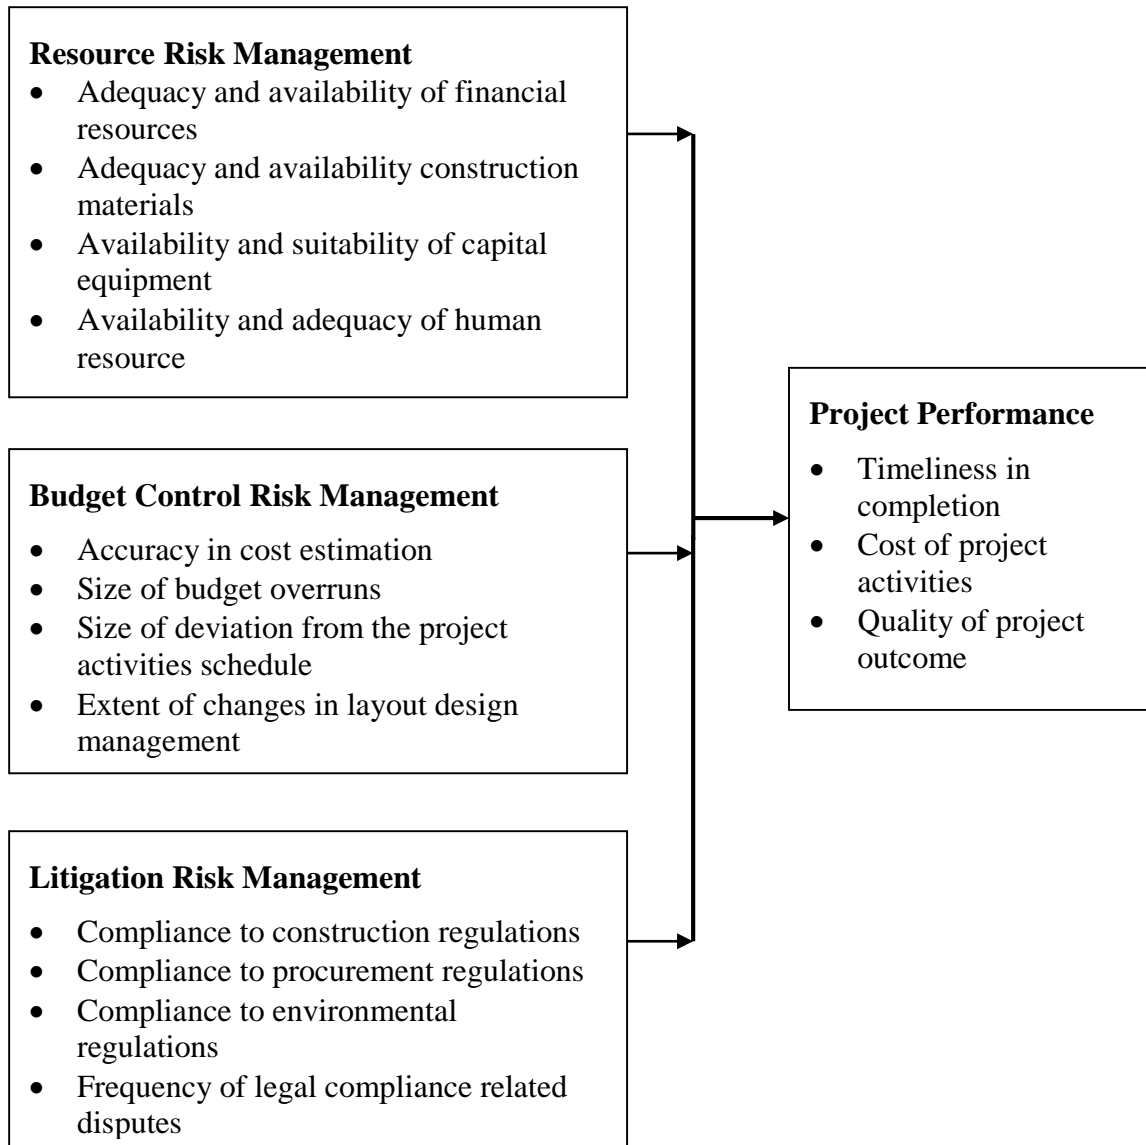 Resource Risk Management
• Adequacy and availability of financial
resources
• Adequacy and availability construction
materials
• Availability and suitability of capital
equipment
• Availability and adequacy of human
resource
Budget Control Risk Management
• Accuracy in cost estimation
• Size of budget overruns
• Size of deviation from the project
activities schedule
• Extent of changes in layout design
management
Litigation Risk Management
• Compliance to construction regulations
• Compliance to procurement regulations
• Compliance to environmental
regulations
• Frequency of legal compliance related
disputes
Project Performance
• Timeliness in
completion
• Cost of project
activities
• Quality of project
outcome